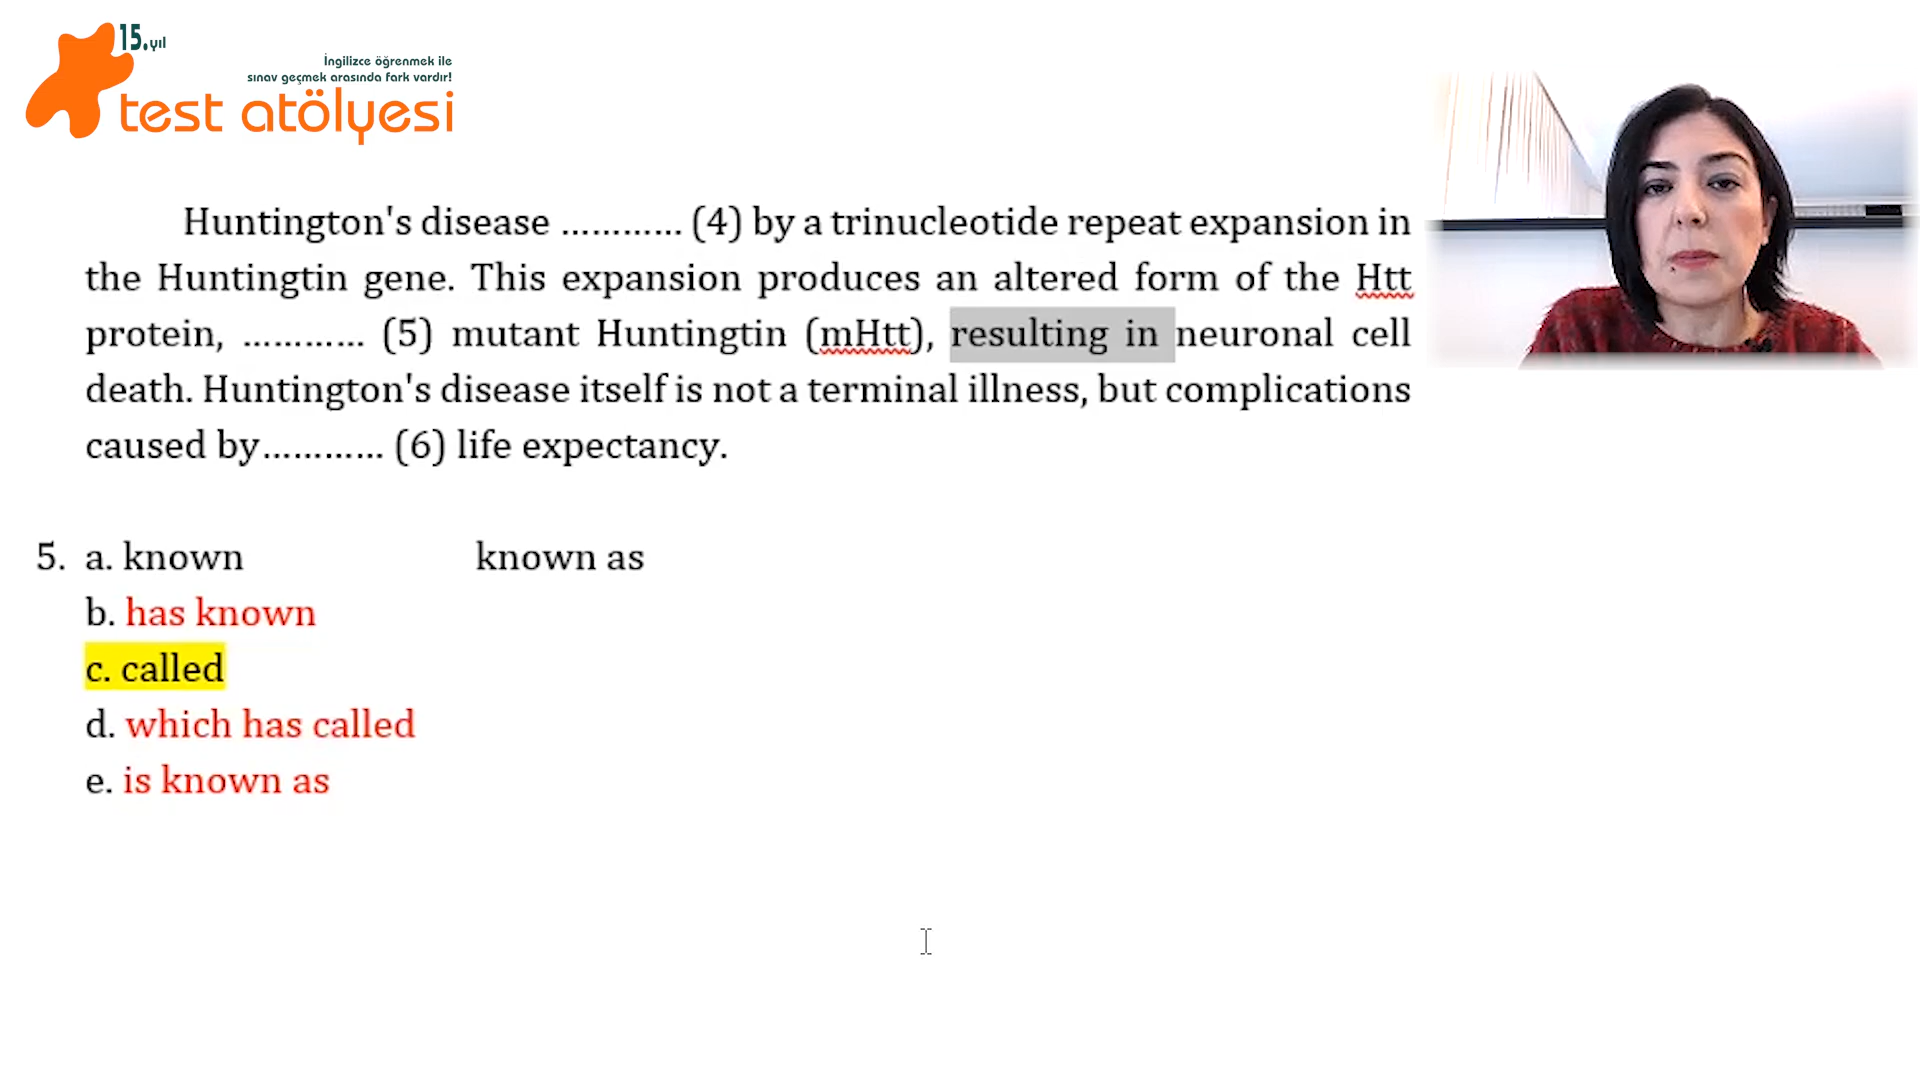 15.yıl
İngilizce öğrenmek ile
sınav geçmek arasında fark vardır!
test atölyesi
Huntington's disease ………… (4) by a trinucleotide repeat expansion in
the Huntingtin gene. This expansion produces an altered form of the Htt
protein, ………… (5) mutant Huntingtin (mHtt), resulting in neuronal cell
death. Huntington's disease itself is not a terminal illness, but complications
caused by………… (6) life expectancy.
5. a. known known as
b. has known
c. called
d. which has called
e. is known as